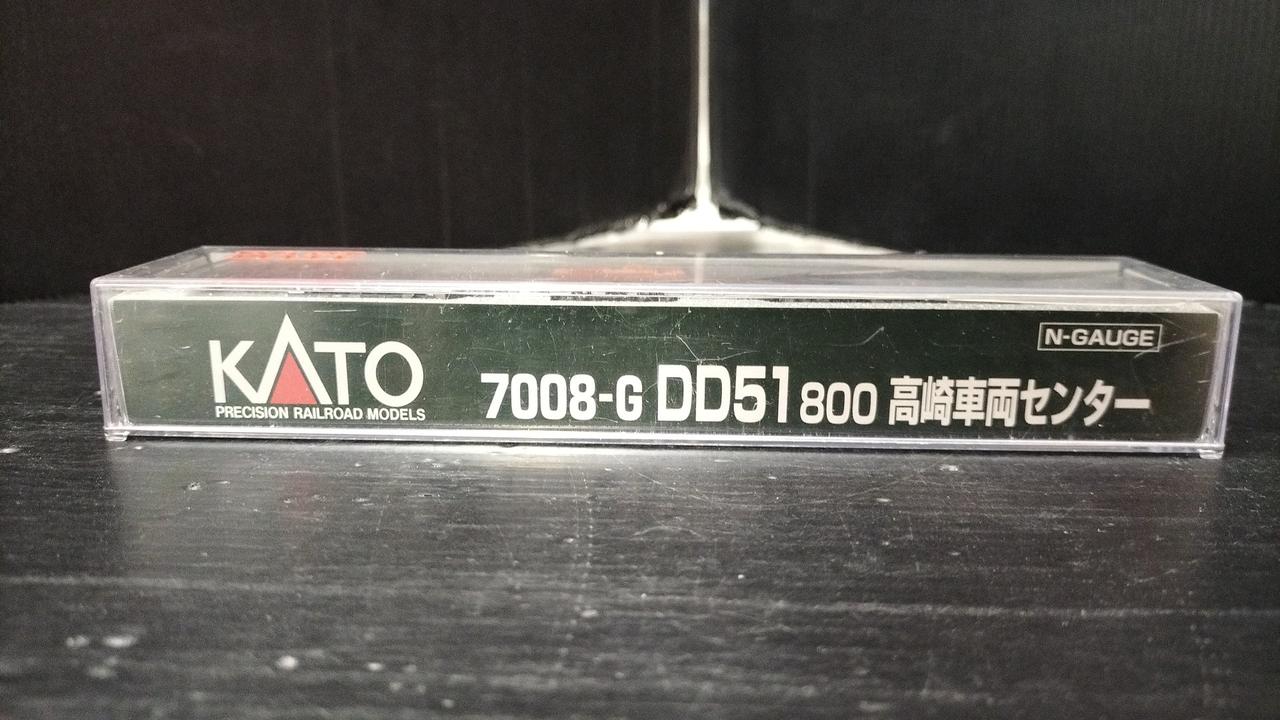 KATO
PRECISION RAILROAD MODELS
N-GAUGE
7008-G DD51 800 高崎車両センター